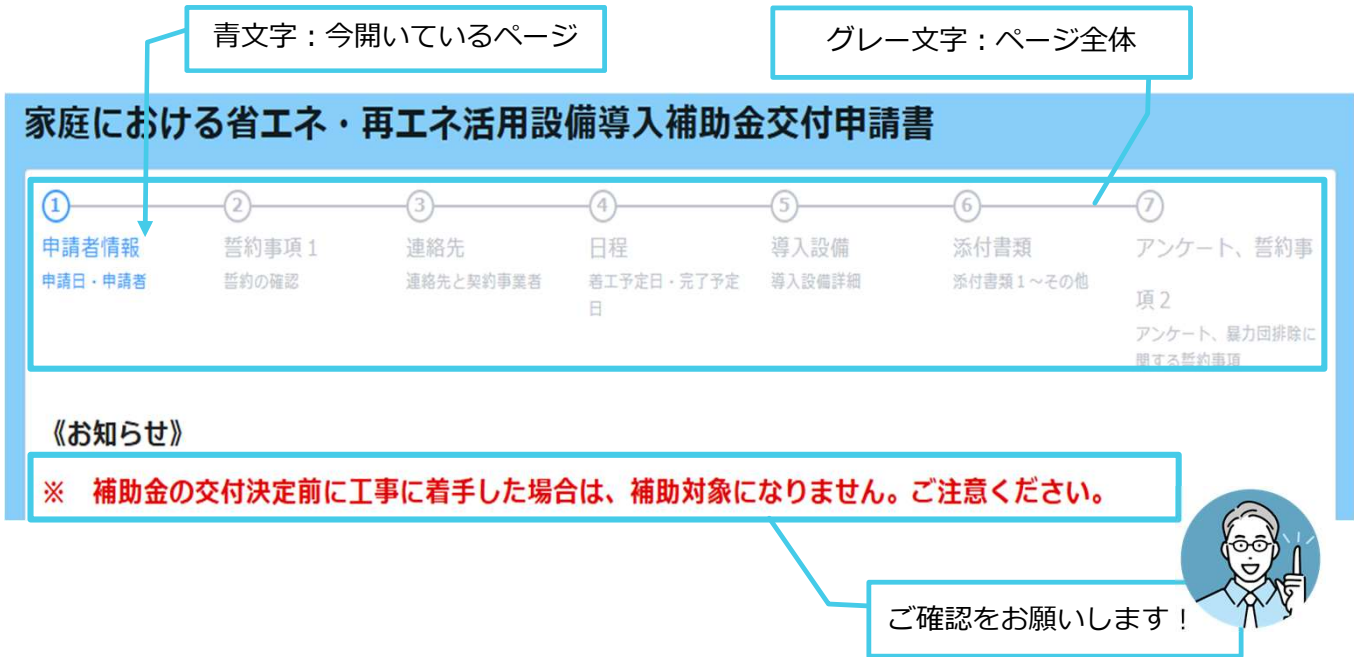 青文字：今開いているページ
グレー文字：ページ全体
家庭における省エネ・再エネ活用設備導入補助金交付申請書
1
申請者情報
申請日・申請者
2
誓約事項1
誓約の確認
3
連絡先
連絡先と契約事業者
4
日程
着工予定日・完了予定
日
5
導入設備
導入設備詳細
6
添付書類
添付書類1～その他
7
アンケート、誓約事
項2
アンケート、暴力団排除に
関する誓約事項
《お知らせ》
※　補助金の交付決定前に工事に着手した場合は、補助対象になりません。ご注意ください。
ご確認をお願いします！